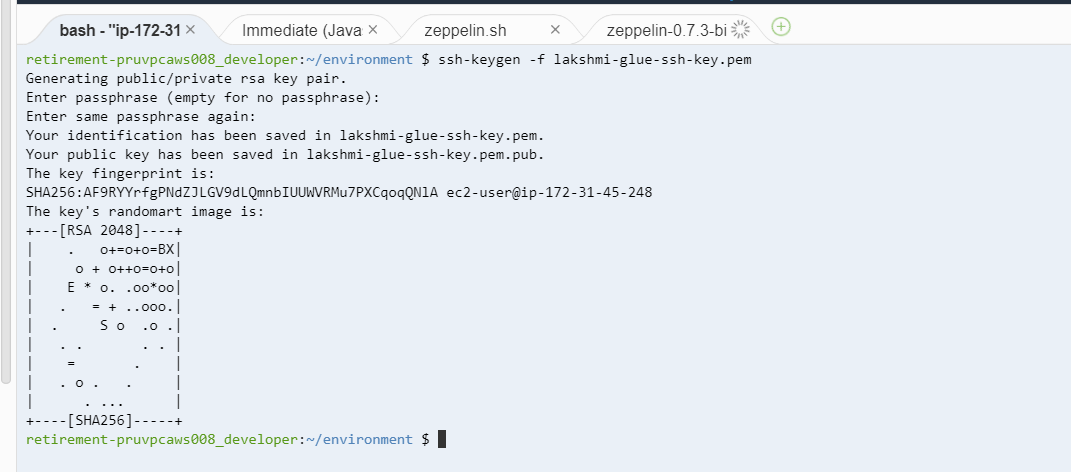 bash - "ip-172-31 × Immediate (Java × zeppelin.sh × zeppelin-0.7.3-bi
retirement-pruvpcaws008_developer:~/environment $ ssh-keygen -f lakshmi-glue-ssh-key.pem
Generating public/private rsa key pair.
Enter passphrase (empty for no passphrase):
Enter same passphrase again:
Your identification has been saved in lakshmi-glue-ssh-key.pem.
Your public key has been saved in lakshmi-glue-ssh-key.pem.pub.
The key fingerprint is:
SHA256:AF9RYYrfgPNdZJLGV9dLQmnbIUUWVRMu7PXCqoqQNlA ec2-user@ip-172-31-45-248
The key's randomart image is:
+---[RSA 2048]----+
|    .   o+=o+o=BX|
|     o + o++o=o+o|
|    E * o. .oo*oo|
|   .   = + ..ooo.|
|  .     S o  .o .|
|   . .       . . |
|    =       .    |
|   . o .   .     |
|      . ...      |
+----[SHA256]-----+
retirement-pruvpcaws008_developer:~/environment $